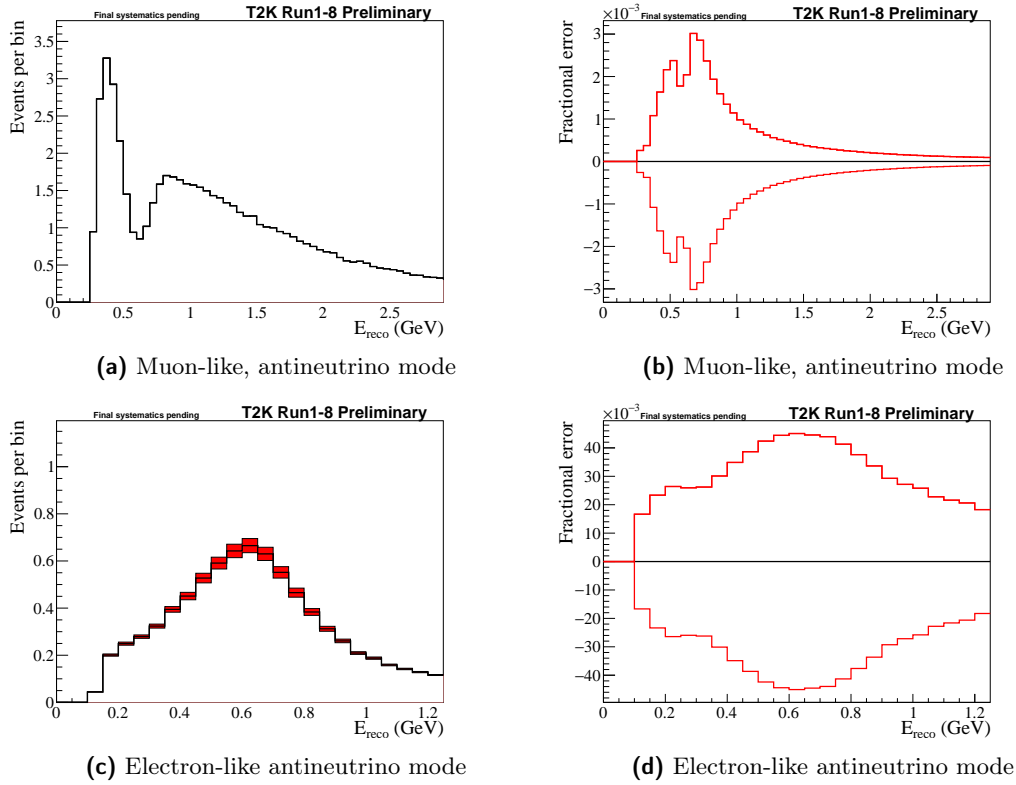 Final systematics pending T2K Run1-8 Preliminary
Events per bin
3.5
3
2.5
2
1.5
1
0.5
0
0 0.5 1 1.5 2 2.5
E_reco (GeV)
(a) Muon-like, antineutrino mode
×10⁻³ Final systematics pending T2K Run1-8 Preliminary
Fractional error
3
2
1
0
−1
−2
−3
0 0.5 1 1.5 2 2.5
E_reco (GeV)
(b) Muon-like, antineutrino mode
Final systematics pending T2K Run1-8 Preliminary
Events per bin
1
0.8
0.6
0.4
0.2
0
0 0.2 0.4 0.6 0.8 1 1.2
E_reco (GeV)
(c) Electron-like antineutrino mode
×10⁻³ Final systematics pending T2K Run1-8 Preliminary
Fractional error
40
30
20
10
0
−10
−20
−30
−40
0 0.2 0.4 0.6 0.8 1 1.2
E_reco (GeV)
(d) Electron-like antineutrino mode